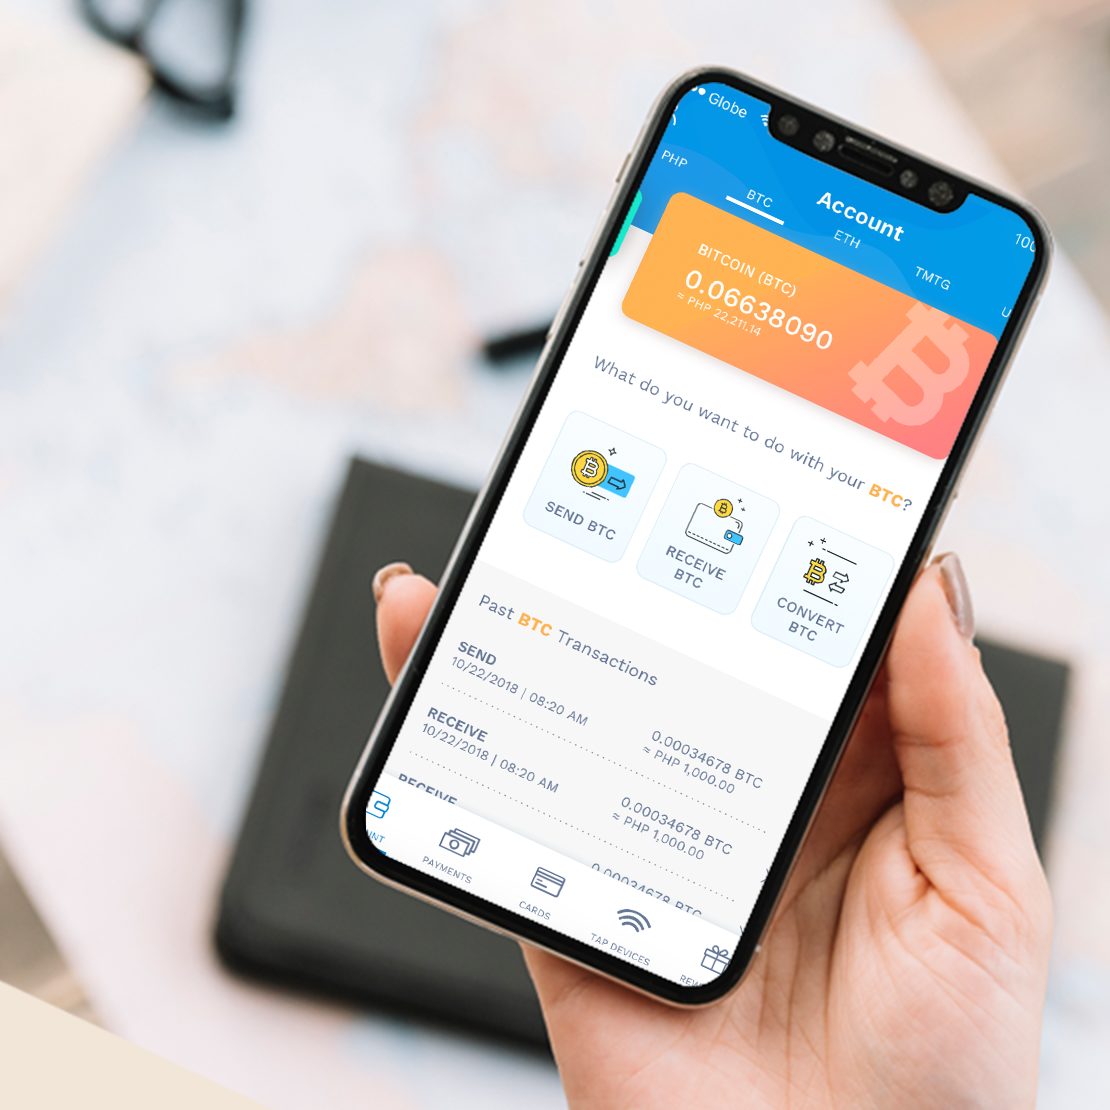 Globe
100
Account
PHP
BTC
ETH
TMTG
U
BITCOIN (BTC)
0.06638090
≈ PHP 22,211.14
What do you want to do with your BTC?
SEND BTC
RECEIVE
BTC
CONVERT
BTC
Past BTC Transactions
SEND
10/22/2018 | 08:20 AM
0.00034678 BTC
≈ PHP 1,000.00
RECEIVE
10/22/2018 | 08:20 AM
0.00034678 BTC
≈ PHP 1,000.00
RECEIVE
0.00034678 BTC
NT
PAYMENTS
CARDS
TAP DEVICES
REW